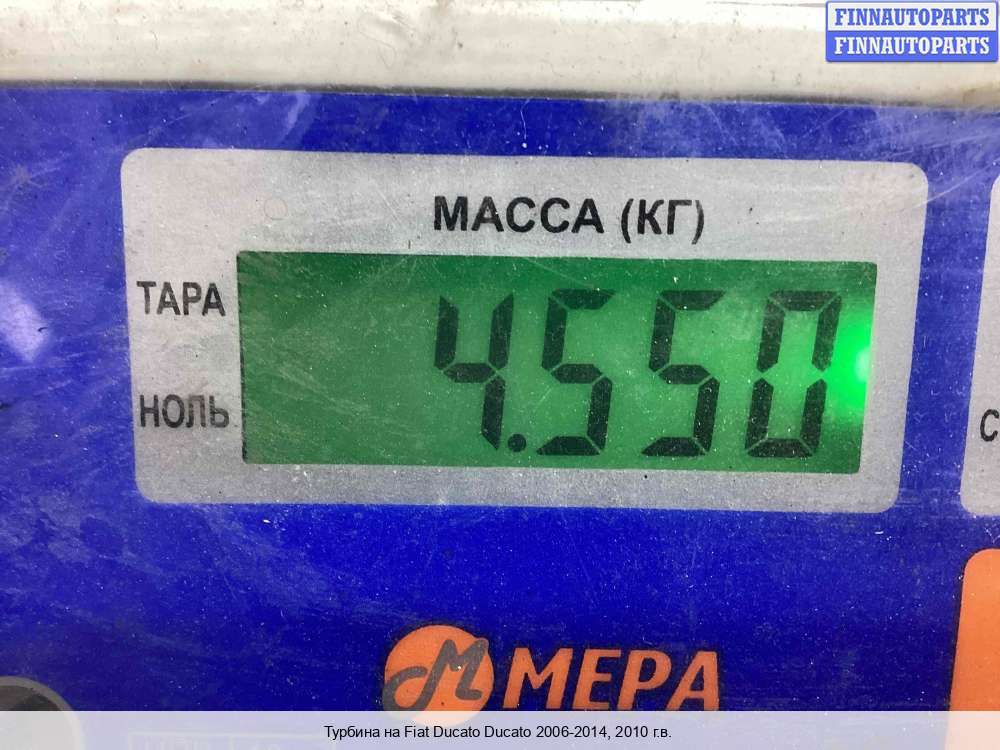 FINNAUTOPARTS
FINNAUTOPARTS
МАССА (КГ)
ТАРА
4.550
НОЛЬ
С
М МЕРА
Турбина на Fiat Ducato Ducato 2006-2014, 2010 г.в.